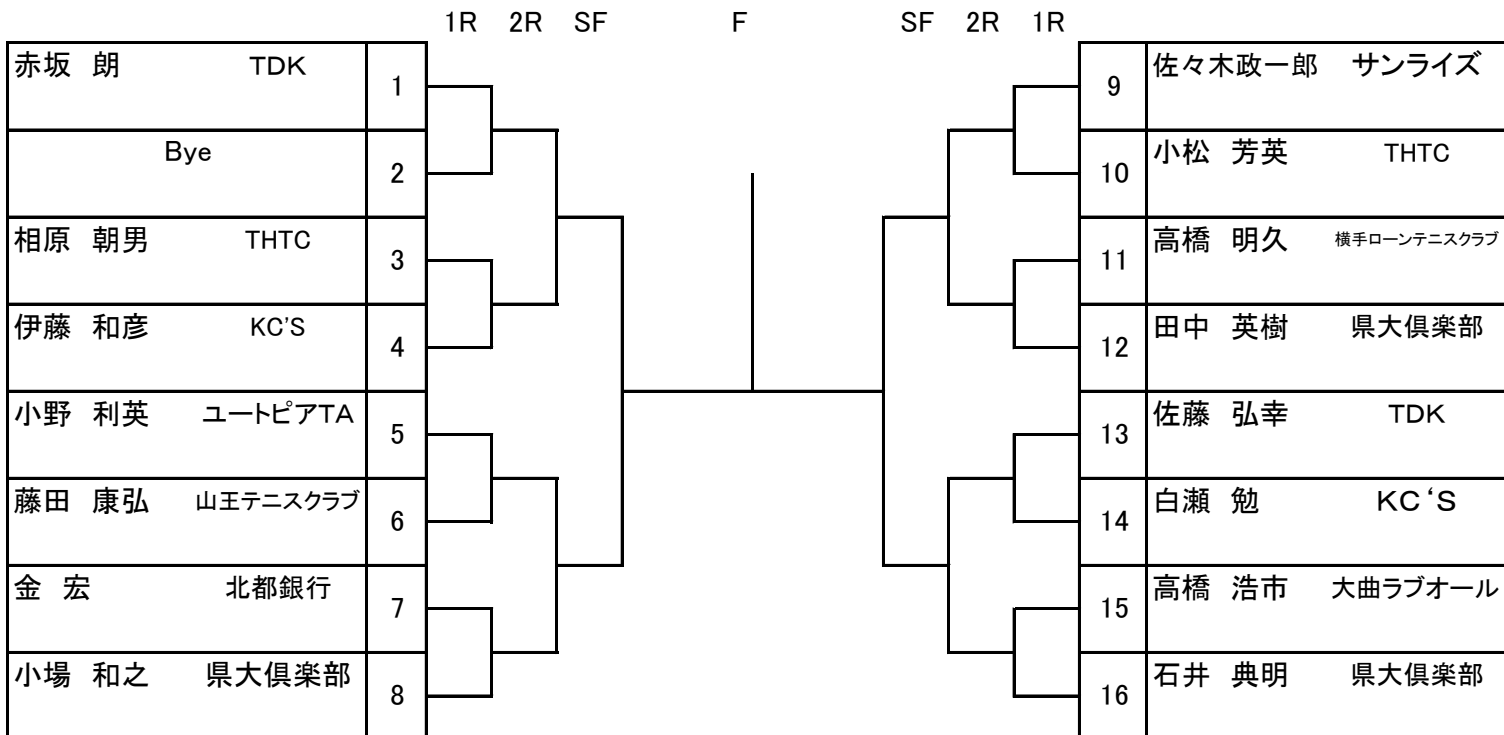 1R 2R SF F SF 2R 1R
赤坂 朗 TDK 1
Bye 2
相原 朝男 THTC 3
伊藤 和彦 KC'S 4
小野 利英 ユートピアTA 5
藤田 康弘 山王テニスクラブ 6
金 宏 北都銀行 7
小場 和之 県大倶楽部 8
9 佐々木政一郎 サンライズ
10 小松 芳英 THTC
11 高橋 明久 横手ローンテニスクラブ
12 田中 英樹 県大倶楽部
13 佐藤 弘幸 TDK
14 白瀬 勉 KC‘S
15 高橋 浩市 大曲ラブオール
16 石井 典明 県大倶楽部